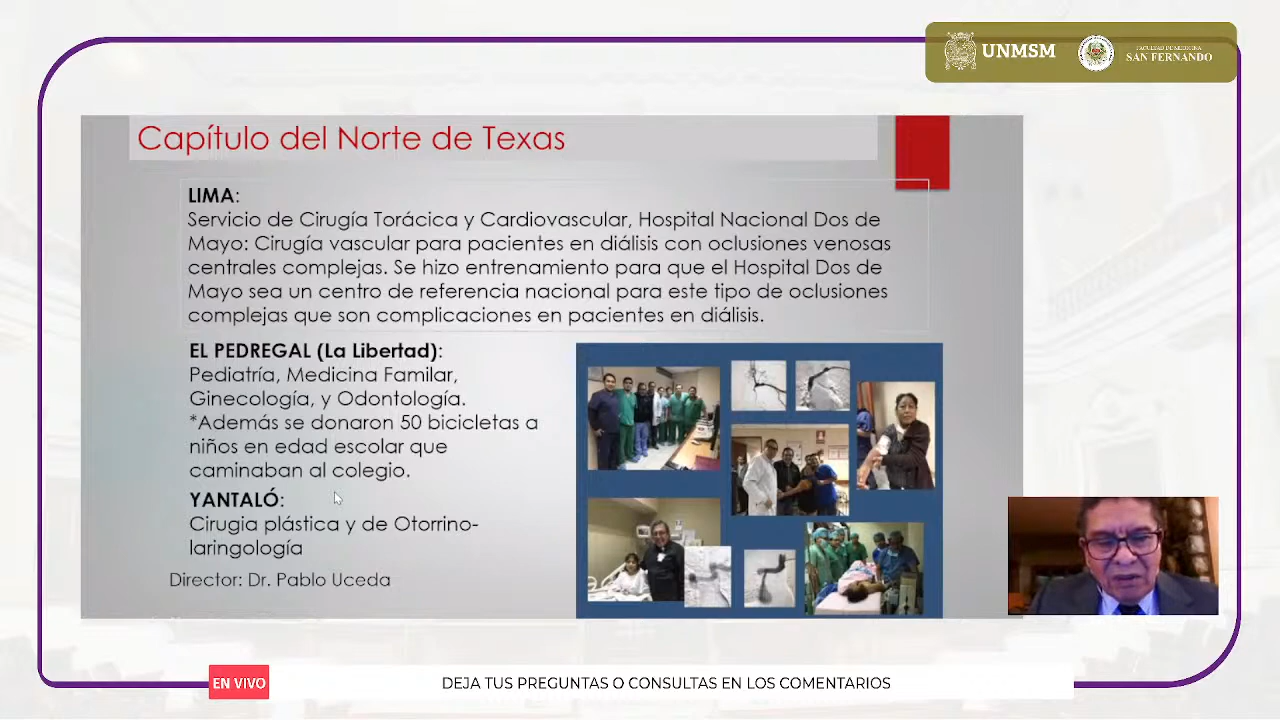 UNMSM
FACULTAD DE MEDICINA
SAN FERNANDO
Capítulo del Norte de Texas
LIMA:
Servicio de Cirugía Torácica y Cardiovascular, Hospital Nacional Dos de
Mayo: Cirugía vascular para pacientes en diálisis con oclusiones venosas
centrales complejas. Se hizo entrenamiento para que el Hospital Dos de
Mayo sea un centro de referencia nacional para este tipo de oclusiones
complejas que son complicaciones en pacientes en diálisis.
EL PEDREGAL (La Libertad):
Pediatría, Medicina Familar,
Ginecología, y Odontología.
*Además se donaron 50 bicicletas a
niños en edad escolar que
caminaban al colegio.
YANTALÓ:
Cirugia plástica y de Otorrino-
laringología
Director: Dr. Pablo Uceda
EN VIVO
DEJA TUS PREGUNTAS O CONSULTAS EN LOS COMENTARIOS